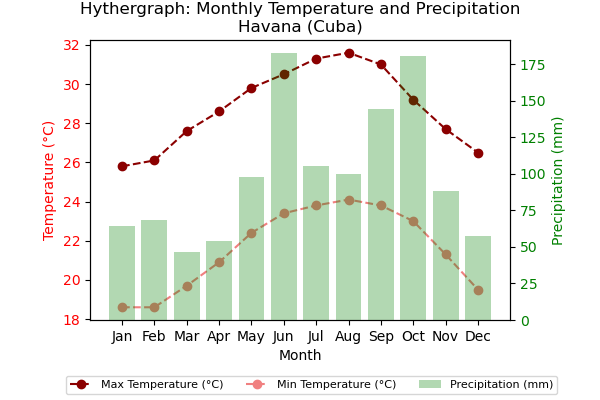 Hythergraph: Monthly Temperature and Precipitation
Havana (Cuba)
32
30
28
26
24
22
20
18
Temperature (°C)
175
150
125
100
75
50
25
0
Precipitation (mm)
Jan Feb Mar Apr May Jun Jul Aug Sep Oct Nov Dec
Month
Max Temperature (°C) Min Temperature (°C) Precipitation (mm)